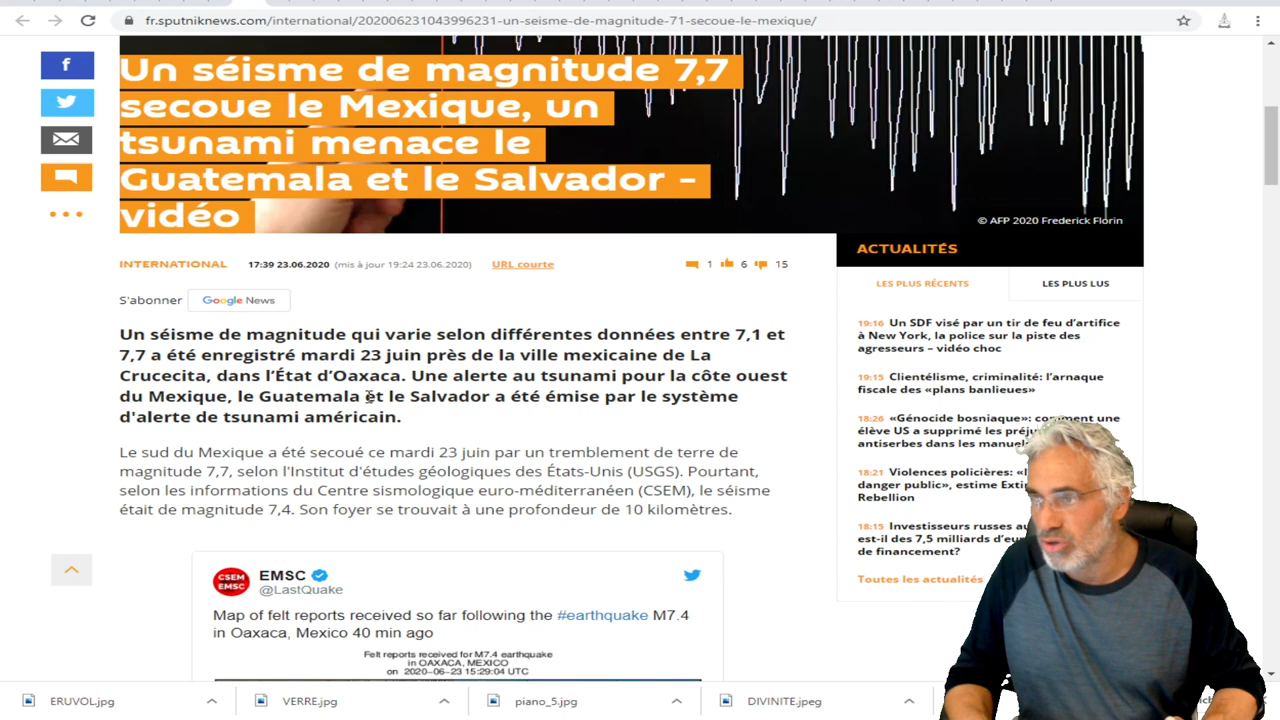 fr.sputniknews.com/international/202006231043996231-un-seisme-de-magnitude-71-secoue-le-mexique/
Un séisme de magnitude 7,7
secoue le Mexique, un
tsunami menace le
Guatemala et le Salvador -
vidéo
© AFP 2020 Frederick Florin
INTERNATIONAL 17:39 23.06.2020 (mis à jour 19:24 23.06.2020) URL courte 1 6 15
S'abonner Google News
Un séisme de magnitude qui varie selon différentes données entre 7,1 et
7,7 a été enregistré mardi 23 juin près de la ville mexicaine de La
Crucecita, dans l'État d'Oaxaca. Une alerte au tsunami pour la côte ouest
du Mexique, le Guatemala et le Salvador a été émise par le système
d'alerte de tsunami américain.
Le sud du Mexique a été secoué ce mardi 23 juin par un tremblement de terre de
magnitude 7,7, selon l'Institut d'études géologiques des États-Unis (USGS). Pourtant,
selon les informations du Centre sismologique euro-méditerranéen (CSEM), le séisme
était de magnitude 7,4. Son foyer se trouvait à une profondeur de 10 kilomètres.
CSEM
EMSC
EMSC
@LastQuake
Map of felt reports received so far following the #earthquake M7.4
in Oaxaca, Mexico 40 min ago
Felt reports received for M7.4 earthquake
in OAXACA, MEXICO
on 2020-06-23 15:29:04 UTC
ACTUALITÉS
LES PLUS RÉCENTS LES PLUS LUS
19:16 Un SDF visé par un tir de feu d'artifice
à New York, la police sur la piste des
agresseurs – vidéo choc
19:15 Clientélisme, criminalité: l'arnaque
fiscale des «plans banlieues»
18:26 «Génocide bosniaque»: comment une
élève US a supprimé les
antiserbes dans les
18:21 Violences policières:
danger public», estime
Rebellion
18:15 Investisseurs russes
est-il des 7,5 milliards
de financement?
Toutes les actualités
ERUVOL.jpg
VERRE.jpg
piano_5.jpg
DIVINITE.jpeg